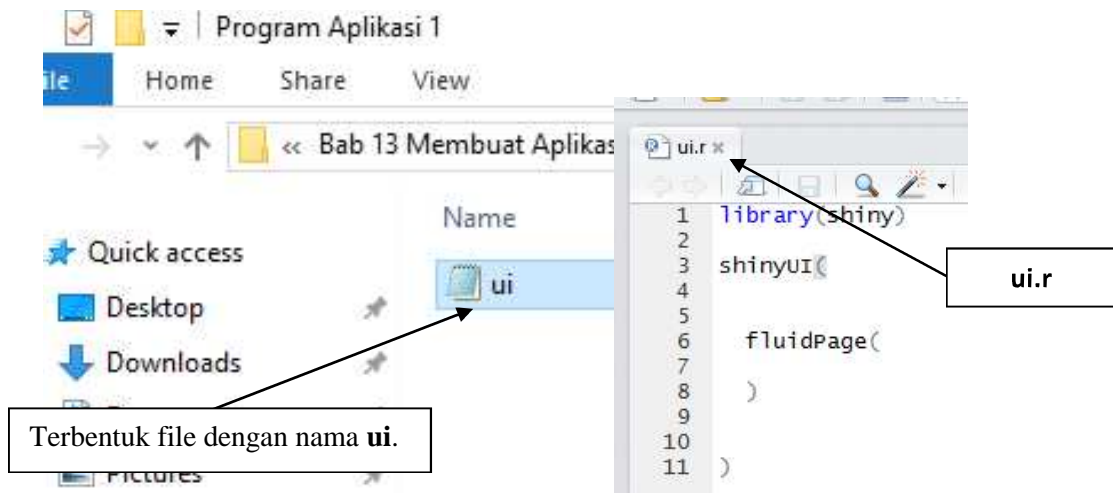 Program Aplikasi 1
ile
Home Share View
« Bab 13 Membuat Aplikas
Name
Quick access
ui
Desktop
Downloads
Pictures
Terbentuk file dengan nama ui.
ui.r
1 library(shiny)
2
3 shinyUI(
4
5
6 fluidPage(
7
8 )
9
10
11 )
ui.r